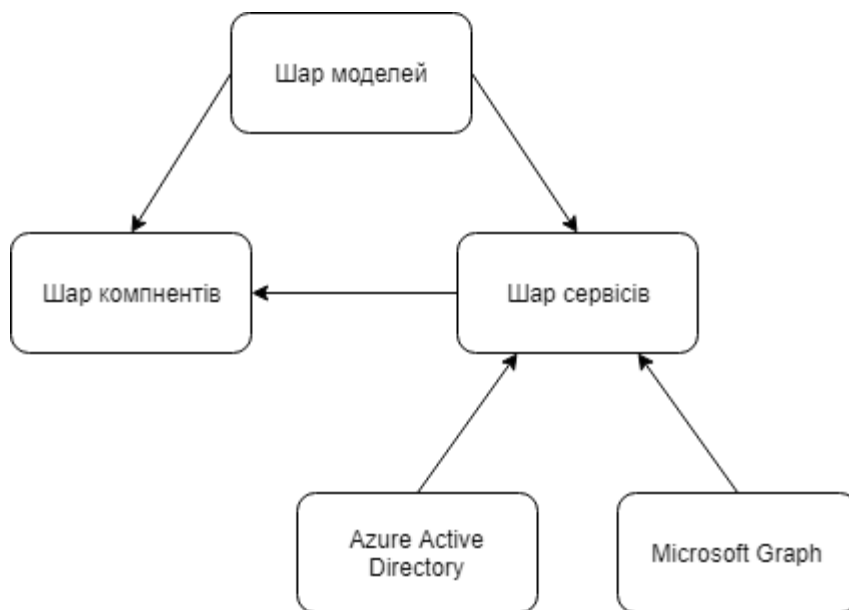 Шар моделей
Шар компнентів
Шар сервісів
Azure Active
Directory
Microsoft Graph